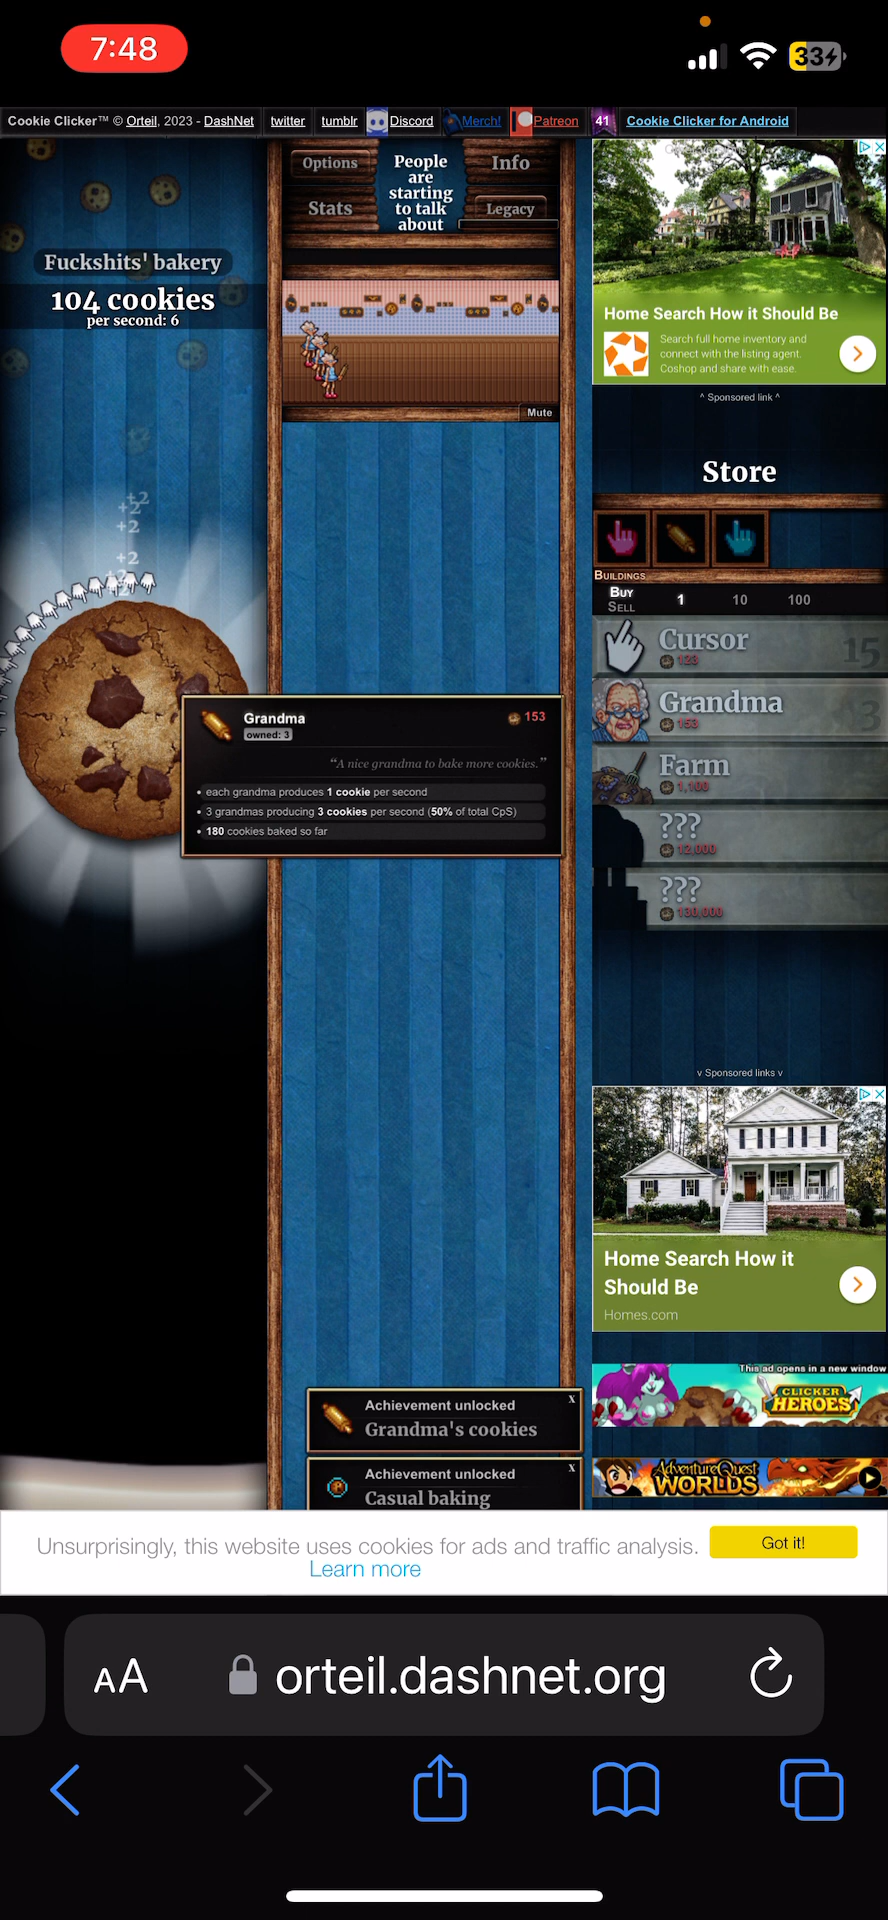 7:48
33
Cookie Clicker™ © Orteil, 2023 - DashNet
twitter
tumblr
Discord
Merch!
Patreon
41
Cookie Clicker for Android
Options
Stats
People
are
starting
to talk
about
Info
Legacy
Fuckshits' bakery
104 cookies
per second: 6
Mute
Home Search How it Should Be
Search full home inventory and
connect with the listing agent.
Coshop and share with ease.
^ Sponsored link ^
Store
+2
+2
+2
+2
+2
Buildings
Buy
Sell
1
10
100
Cursor
123
15
Grandma
153
3
Farm
1,100
???
12,000
???
130,000
Grandma
153
owned: 3
“A nice grandma to bake more cookies.”
• each grandma produces 1 cookie per second
• 3 grandmas producing 3 cookies per second (50% of total CpS)
• 180 cookies baked so far
v Sponsored links v
Home Search How it
Should Be
Homes.com
This ad opens in a new window
CLICKER
HEROES
AdventureQuest
WORLDS
Achievement unlocked
x
Grandma's cookies
Achievement unlocked
x
Casual baking
Unsurprisingly, this website uses cookies for ads and traffic analysis.
Learn more
Got it!
AA
orteil.dashnet.org